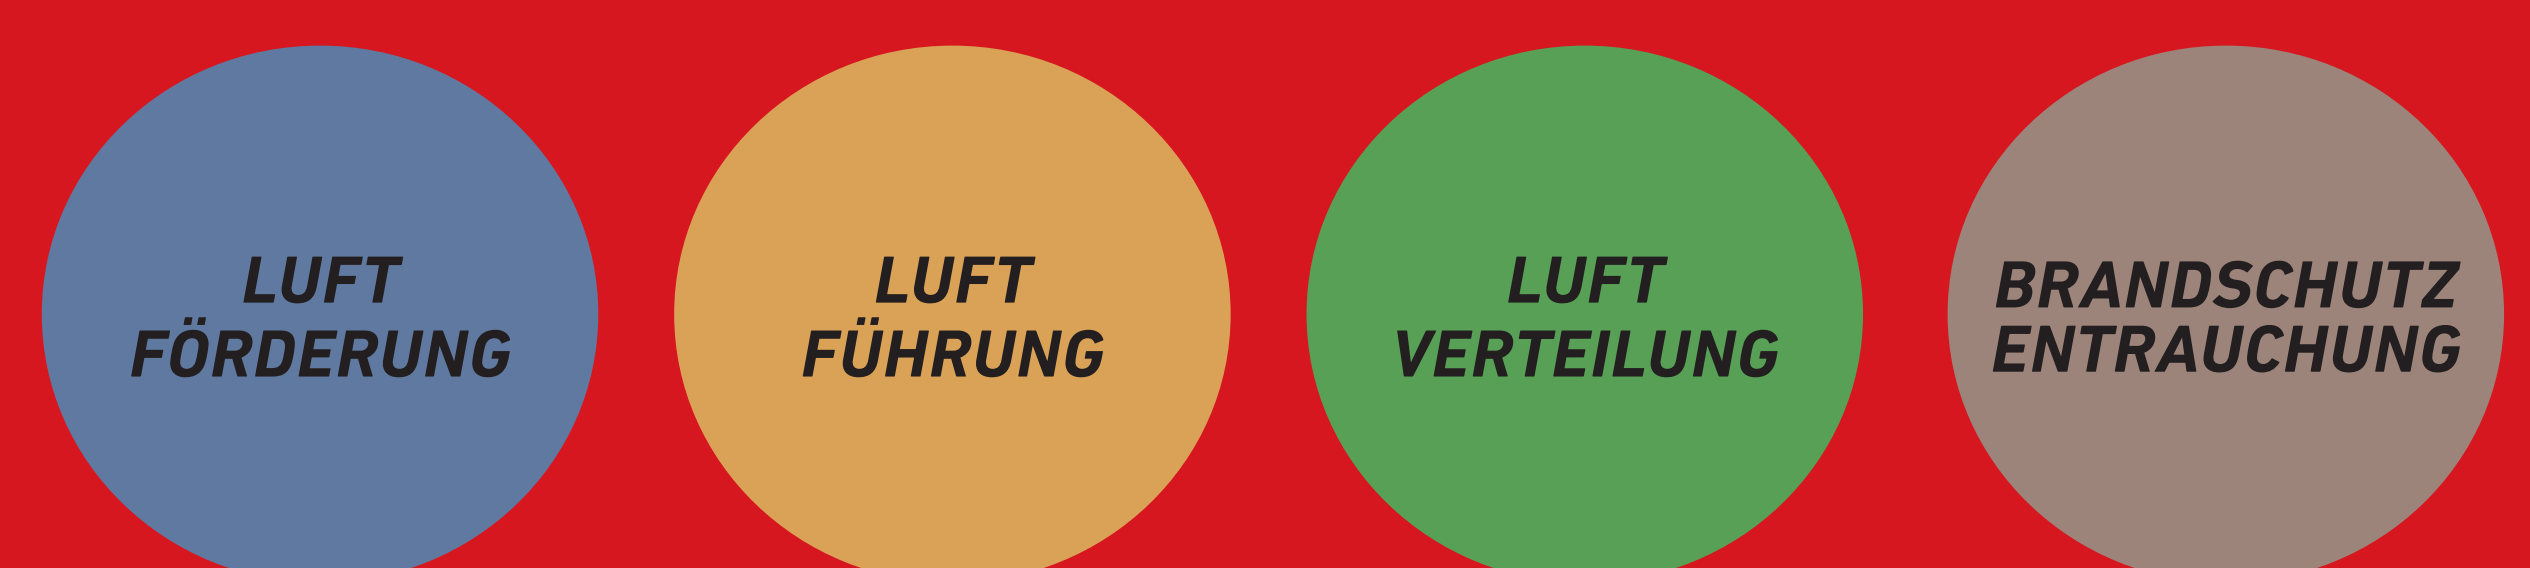 LUFT
FÖRDERUNG
LUFT
FÜHRUNG
LUFT
VERTEILUNG
BRANDSCHUTZ
ENTRAUCHUNG